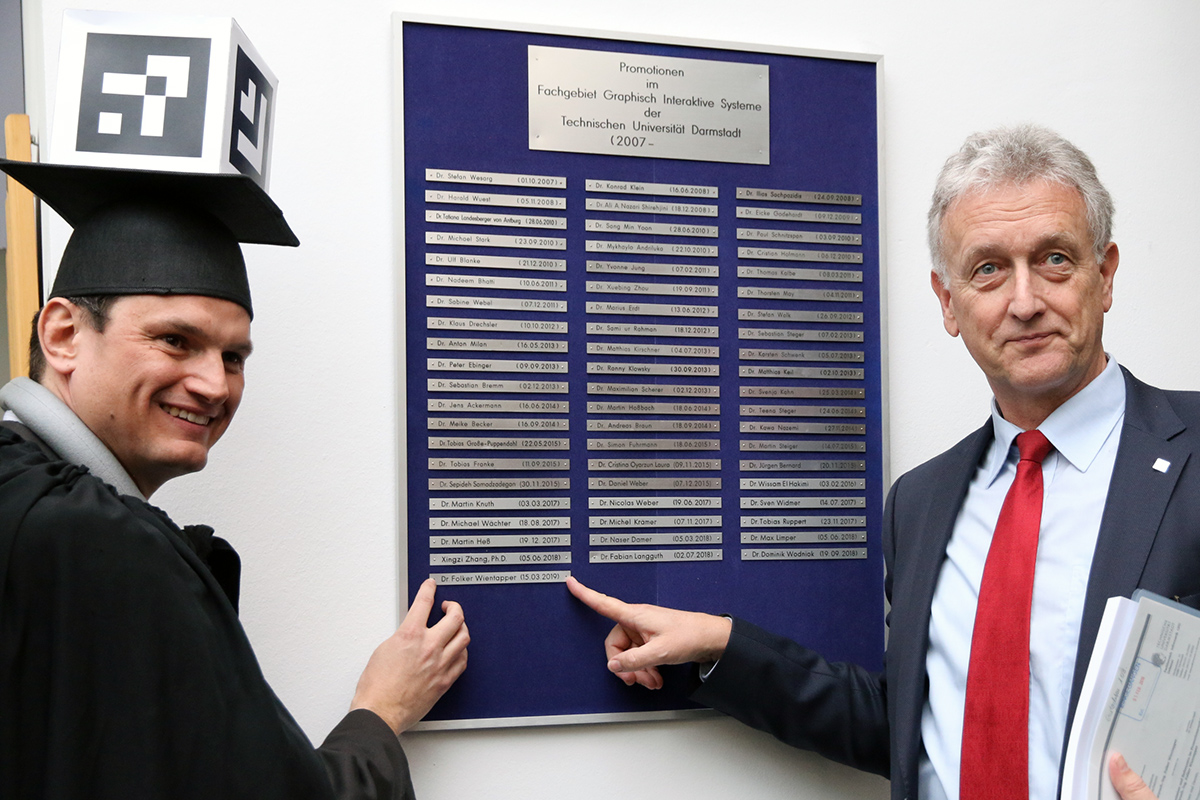 Promotionen
im
Fachgebiet Graphisch Interaktive Systeme
der
Technischen Universität Darmstadt
(2007 –
Dr. Stefan Wesarg (01.10.2007)
Dr. Harald Wuest (05.11.2008)
Dr. Tatiana Landesberger von Antburg (28.06.2010)
Dr. Michael Stark (23.09.2010)
Dr. Ulf Blanke (21.12.2010)
Dr. Nadeem Bhatti (10.06.2011)
Dr. Sabine Webel (07.12.2011)
Dr. Klaus Drechsler (10.10.2012)
Dr. Anton Milan (16.05.2013)
Dr. Peter Ebinger (09.09.2013)
Dr. Sebastian Bremm (02.12.2013)
Dr. Jens Ackermann (16.06.2014)
Dr. Meike Becker (16.09.2014)
Dr. Tobias Große-Puppendahl (22.05.2015)
Dr. Tobias Franke (11.09.2015)
Dr. Sepideh Samadzadegan (30.11.2015)
Dr. Martin Knuth (03.03.2017)
Dr. Michael Wächter (18.08.2017)
Dr. Martin Heß (19.12.2017)
Xingzi Zhang, Ph.D. (05.06.2018)
Dr. Folker Wientapper (15.03.2019)
Dr. Konrad Klein (16.06.2008)
Dr. Ali A. Nazari Shirehjini (18.12.2008)
Dr. Sang Min Yoon (28.06.2010)
Dr. Mykhaylo Andriluka (22.10.2010)
Dr. Yvonne Jung (07.02.2011)
Dr. Xuebing Zhou (19.09.2011)
Dr. Marius Erdt (13.06.2012)
Dr. Sami ur Rahman (18.12.2012)
Dr. Matthias Kirschner (04.07.2013)
Dr. Ronny Klowsky (30.09.2013)
Dr. Maximilian Scherer (02.12.2013)
Dr. Martin Hoßbach (18.06.2014)
Dr. Andreas Braun (18.09.2014)
Dr. Simon Fuhrmann (18.06.2015)
Dr. Cristina Oyarzun Laura (09.11.2015)
Dr. Daniel Weber (07.12.2015)
Dr. Nicolas Weber (19.06.2017)
Dr. Michel Krämer (07.11.2017)
Dr. Naser Damer (05.03.2018)
Dr. Fabian Langguth (02.07.2018)
Dr. Ilias Sachpazidis (24.09.2008)
Dr. Eicke Godehardt (09.12.2009)
Dr. Paul Schnitzspan (03.09.2010)
Dr. Cristian Hofmann (06.12.2010)
Dr. Thomas Kalbe (08.03.2011)
Dr. Thorsten May (04.11.2011)
Dr. Stefan Walk (26.09.2012)
Dr. Sebastian Steger (07.03.2013)
Dr. Karsten Schwenk (05.07.2013)
Dr. Matthias Keil (02.10.2013)
Dr. Svenja Kahn
Dr. Teena Steger (24.06.2014)
Dr. Kawa Nazemi (27.11.2014)
Dr. Martin Steiger
Dr. Jürgen Bernard (20.11.2015)
Dr. Wissam El Hakimi (03.02.2016)
Dr. Sven Widmer (14.07.2017)
Dr. Tobias Ruppert (23.11.2017)
Dr. Max Limper (05.06.2018)
Dr. Dominik Wodniok (19.09.2018)